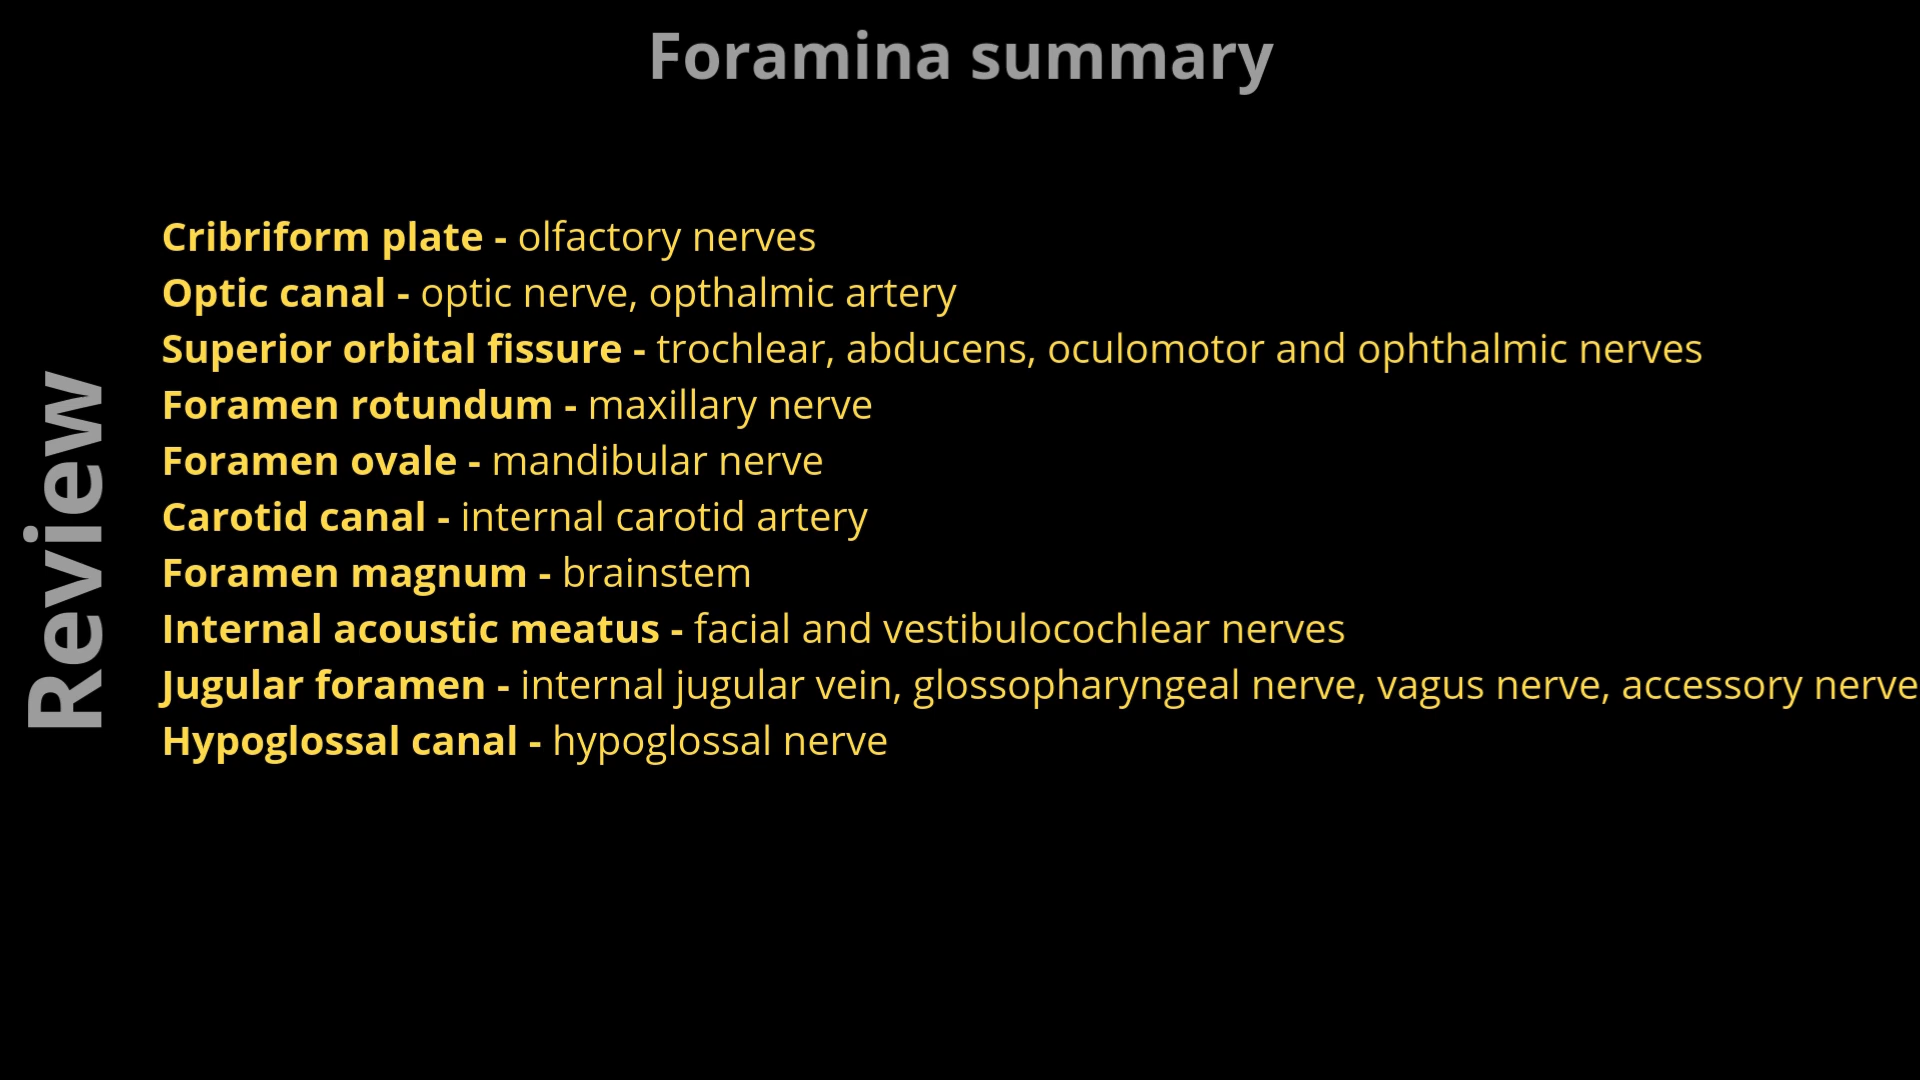 Foramina summary
Review
Cribriform plate - olfactory nerves
Optic canal - optic nerve, opthalmic artery
Superior orbital fissure - trochlear, abducens, oculomotor and ophthalmic nerves
Foramen rotundum - maxillary nerve
Foramen ovale - mandibular nerve
Carotid canal - internal carotid artery
Foramen magnum - brainstem
Internal acoustic meatus - facial and vestibulocochlear nerves
Jugular foramen - internal jugular vein, glossopharyngeal nerve, vagus nerve, accessory nerve
Hypoglossal canal - hypoglossal nerve